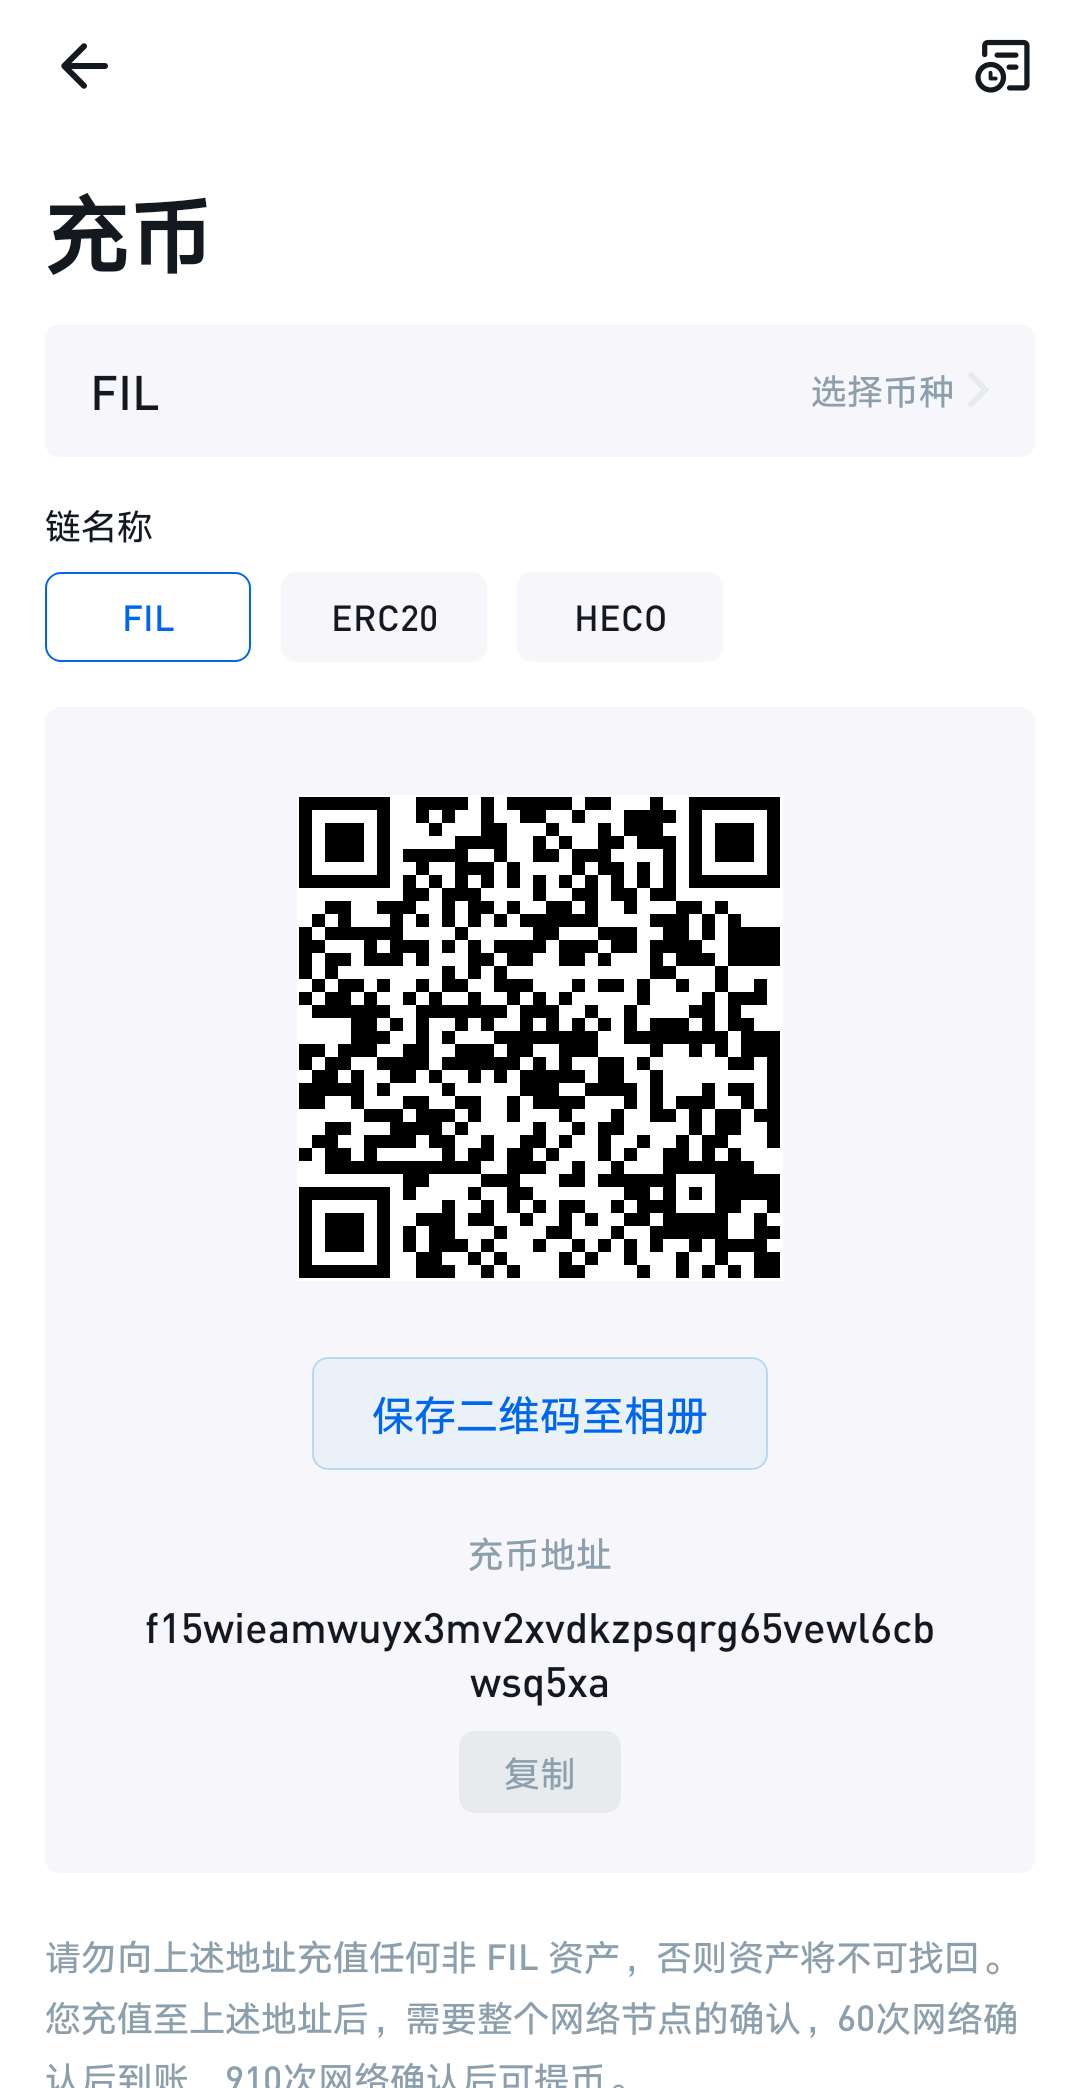 充币
FIL 选择币种
链名称
FIL ERC20 HECO
保存二维码至相册
充币地址
f15wieamwuyx3mv2xvdkzpsqrg65vewl6cb
wsq5xa
复制
请勿向上述地址充值任何非 FIL 资产，否则资产将不可找回。
您充值至上述地址后，需要整个网络节点的确认，60次网络确
认后到账，910次网络确认后可提币。